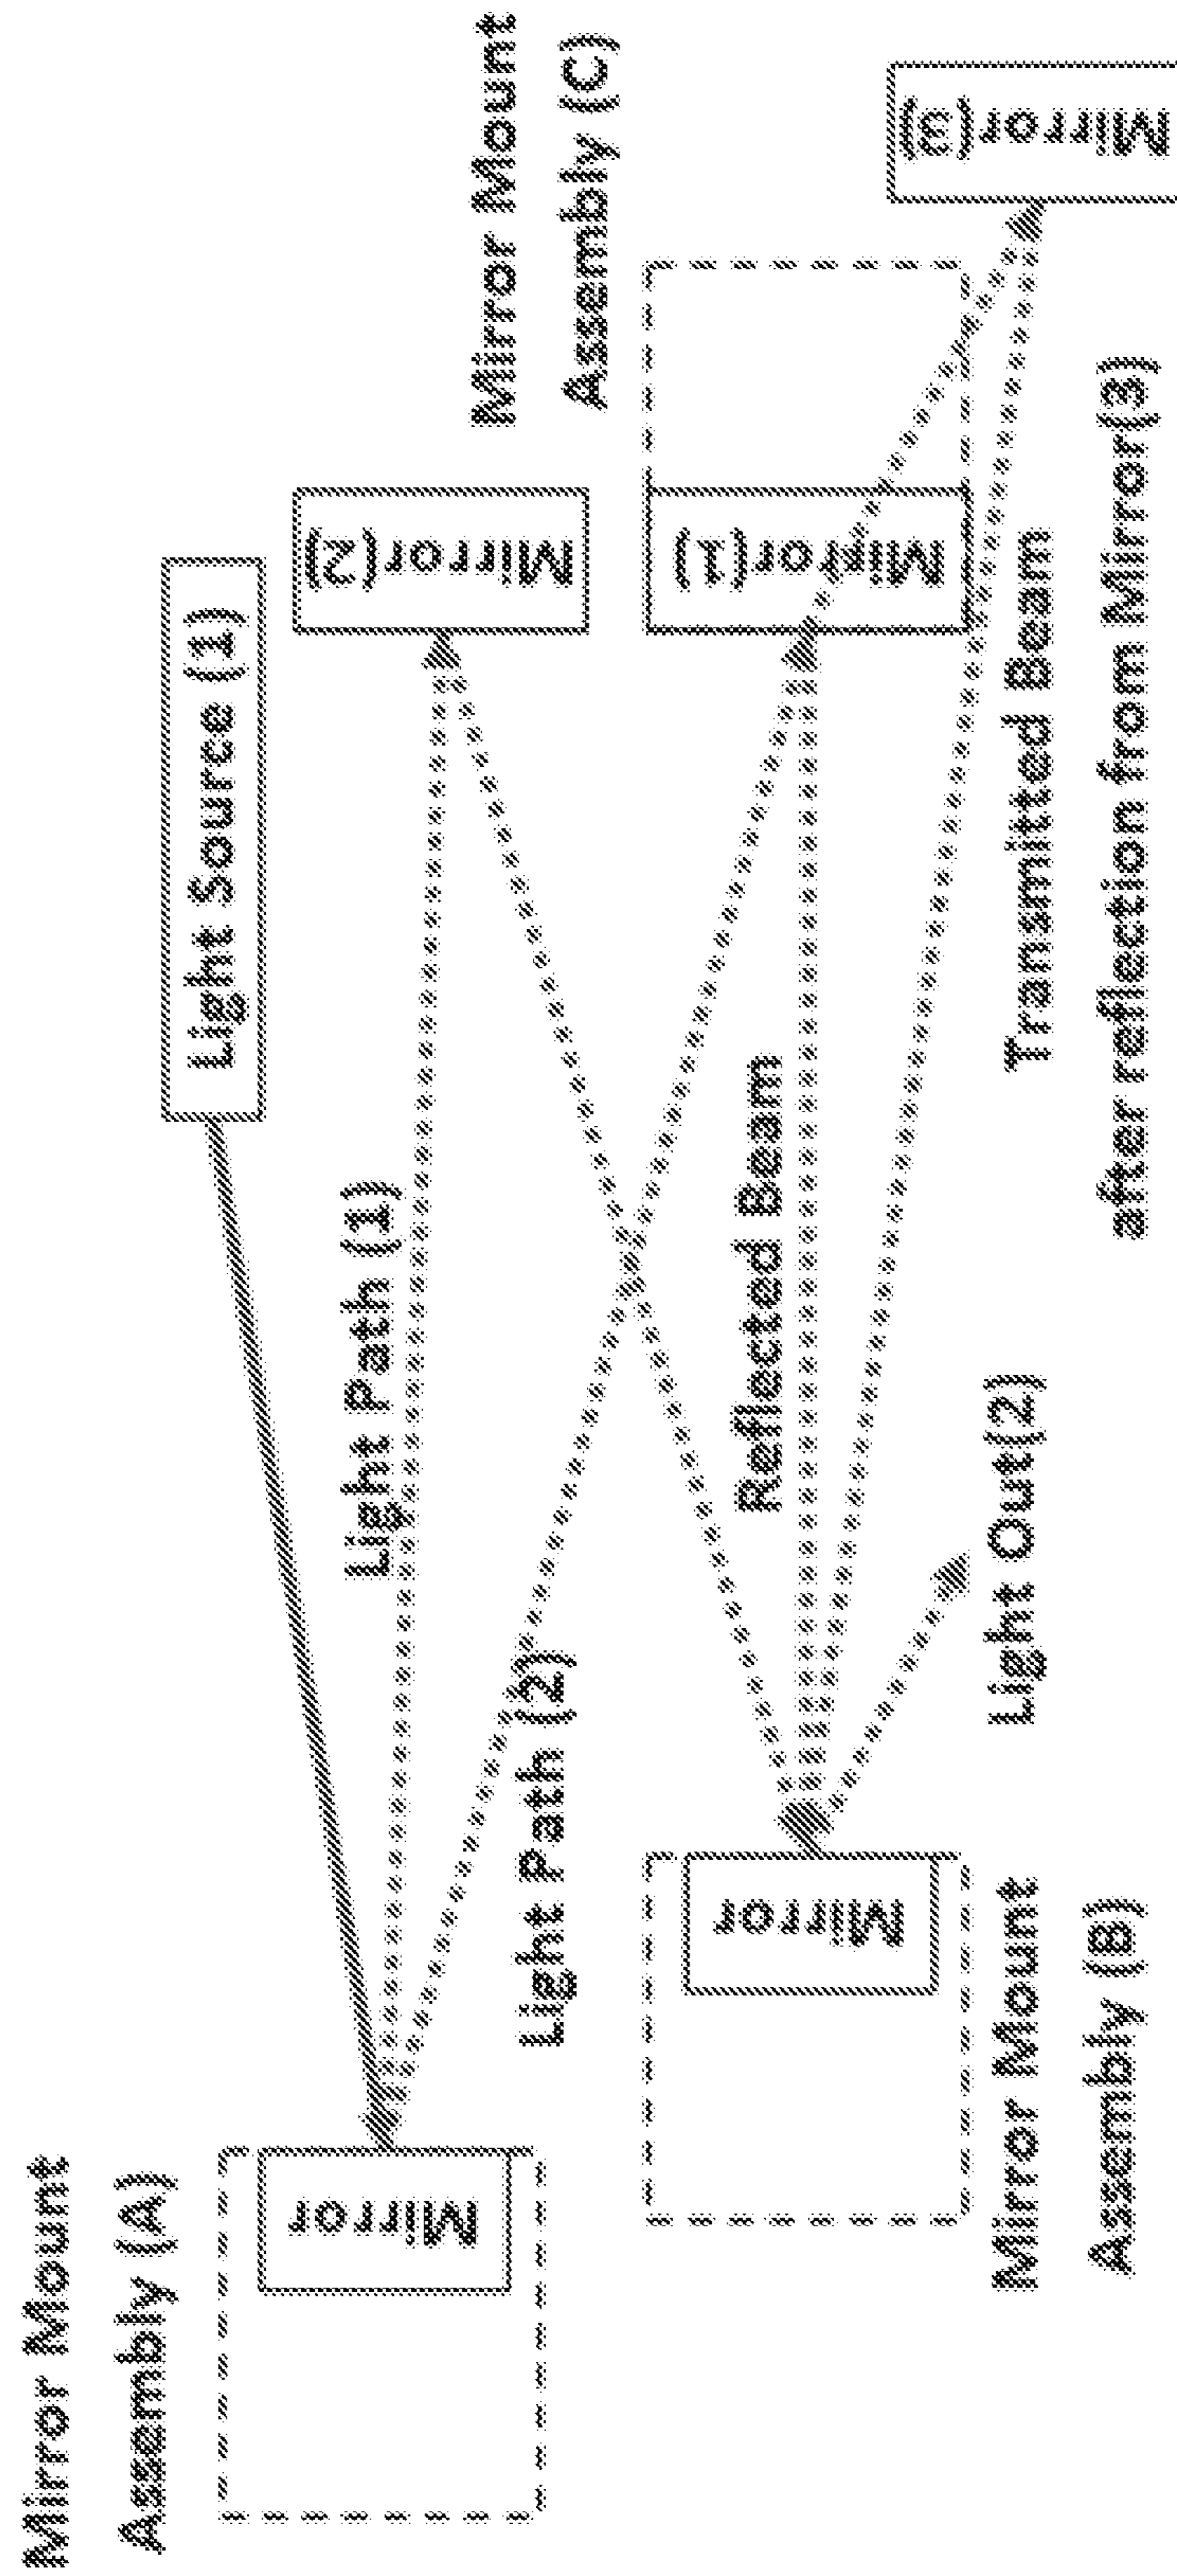 Mirror Mount
Assembly (A)
Mirror
Light Source (1)
Light Path (1)
Mirror(2)
Light Path (2)
Mirror Mount
Assembly (C)
Mirror(1)
Reflected Beam
Mirror
Mirror Mount
Assembly (B)
Light Out(2)
Transmitted Beam
after reflection from Mirror(3)
Mirror(3)